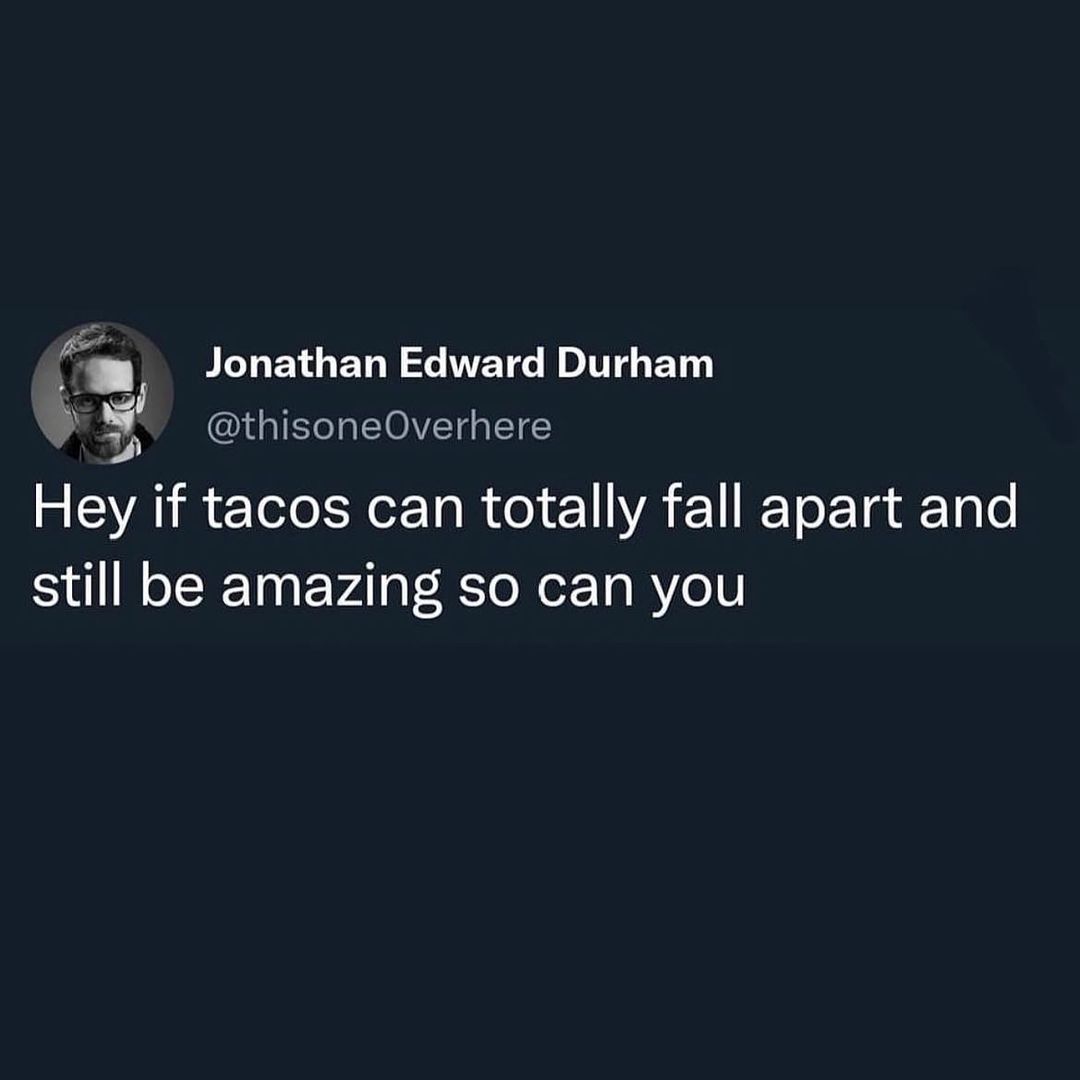 Jonathan Edward Durham
@thisone0verhere
Hey if tacos can totally fall apart and
still be amazing so can you